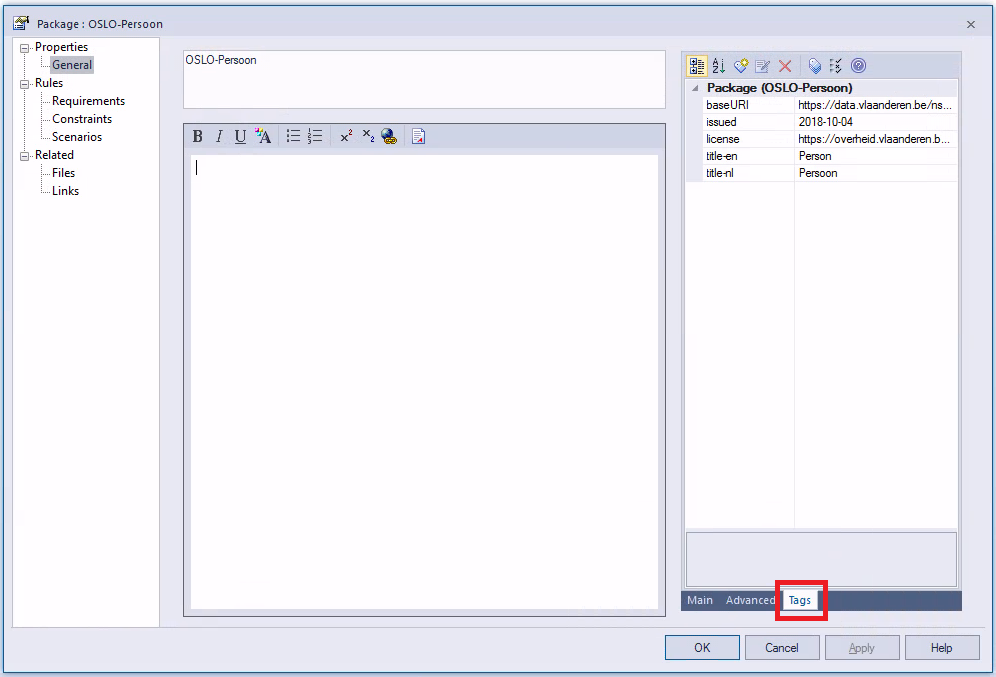 Package : OSLO-Persoon
Properties
General
Rules
Requirements
Constraints
Scenarios
Related
Files
Links
OSLO-Persoon
B I U A x² x₂
A Z
Package (OSLO-Persoon)
baseURI https://data.vlaanderen.be/ns...
issued 2018-10-04
license https://overheid.vlaanderen.b...
title-en Person
title-nl Persoon
Main Advanced Tags
OK Cancel Apply Help